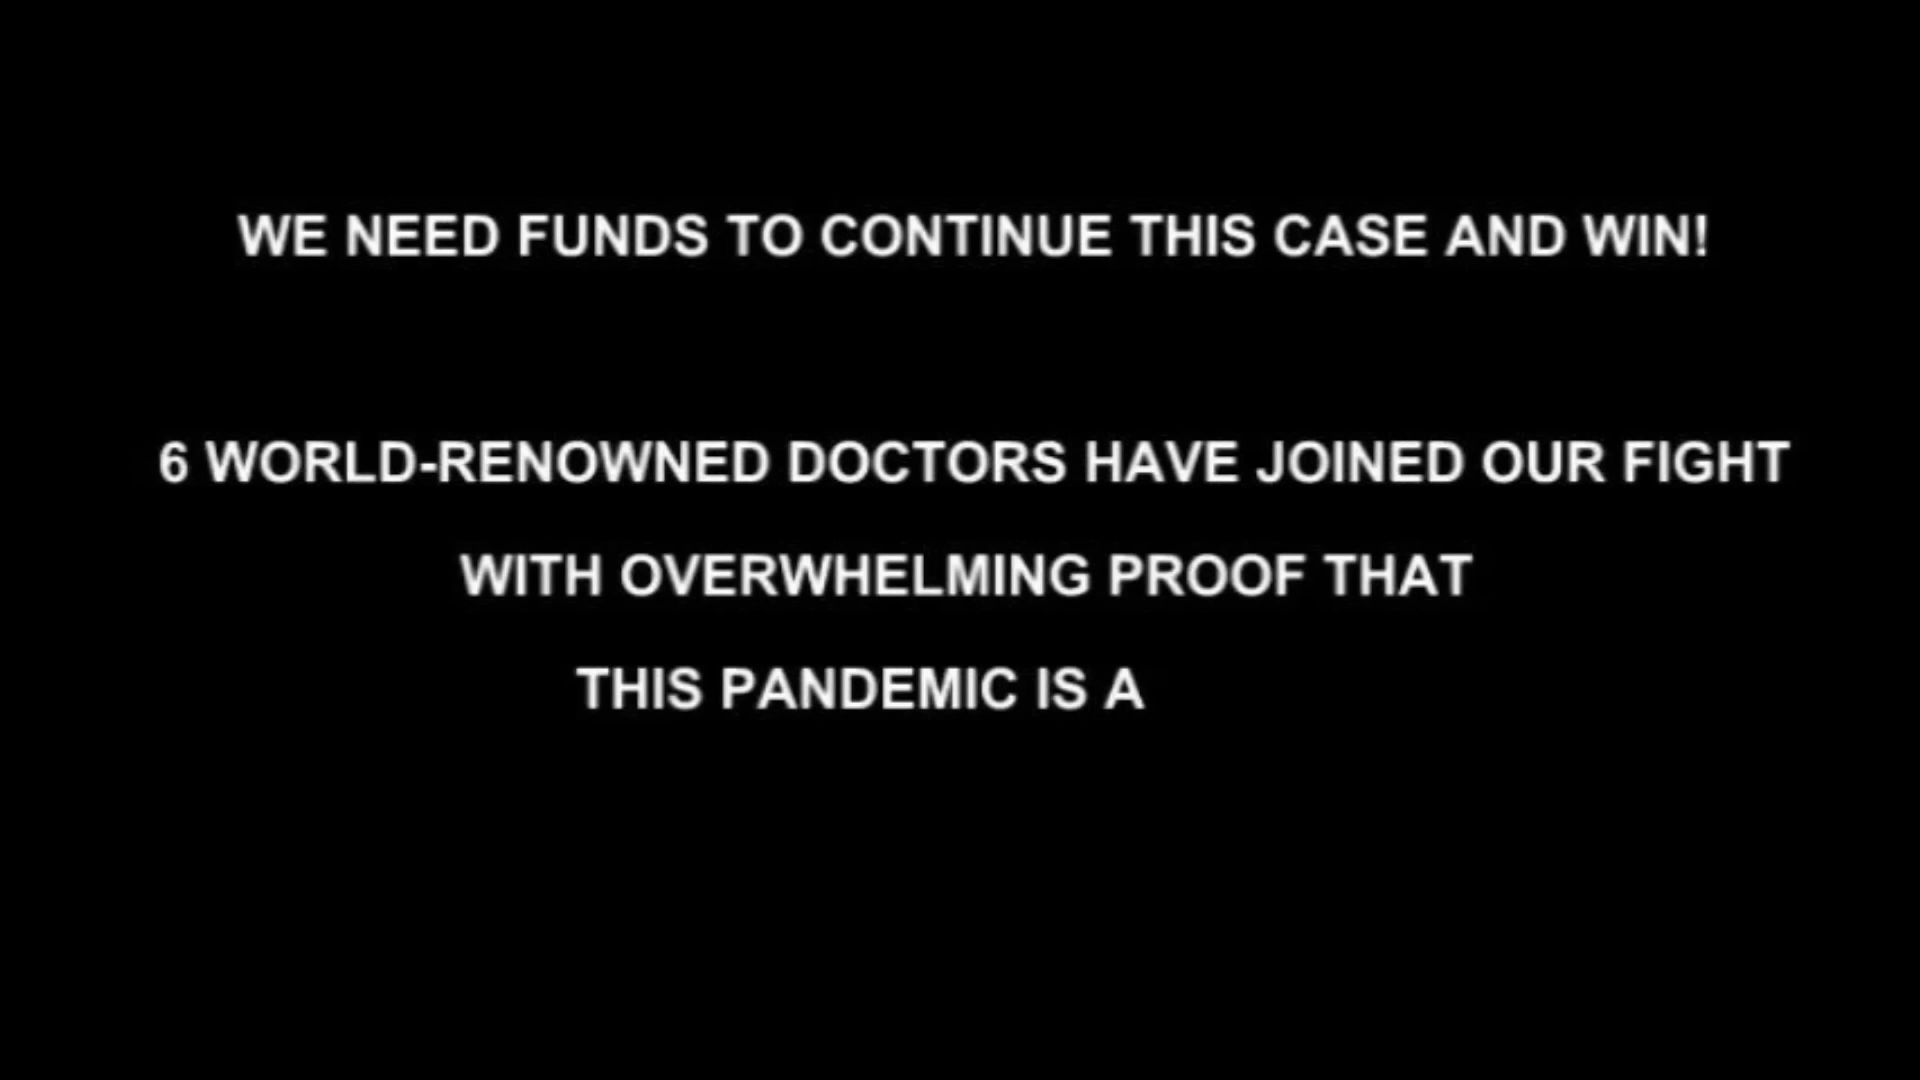 WE NEED FUNDS TO CONTINUE THIS CASE AND WIN!
6 WORLD-RENOWNED DOCTORS HAVE JOINED OUR FIGHT
WITH OVERWHELMING PROOF THAT
THIS PANDEMIC IS A